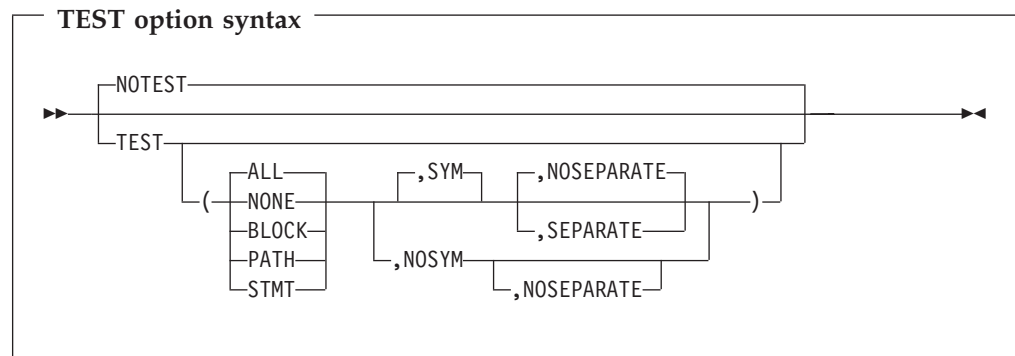 TEST option syntax
NOTEST
TEST
( ALL ,SYM ,NOSEPARATE )
NONE
BLOCK ,SEPARATE
PATH ,NOSYM
STMT ,NOSEPARATE